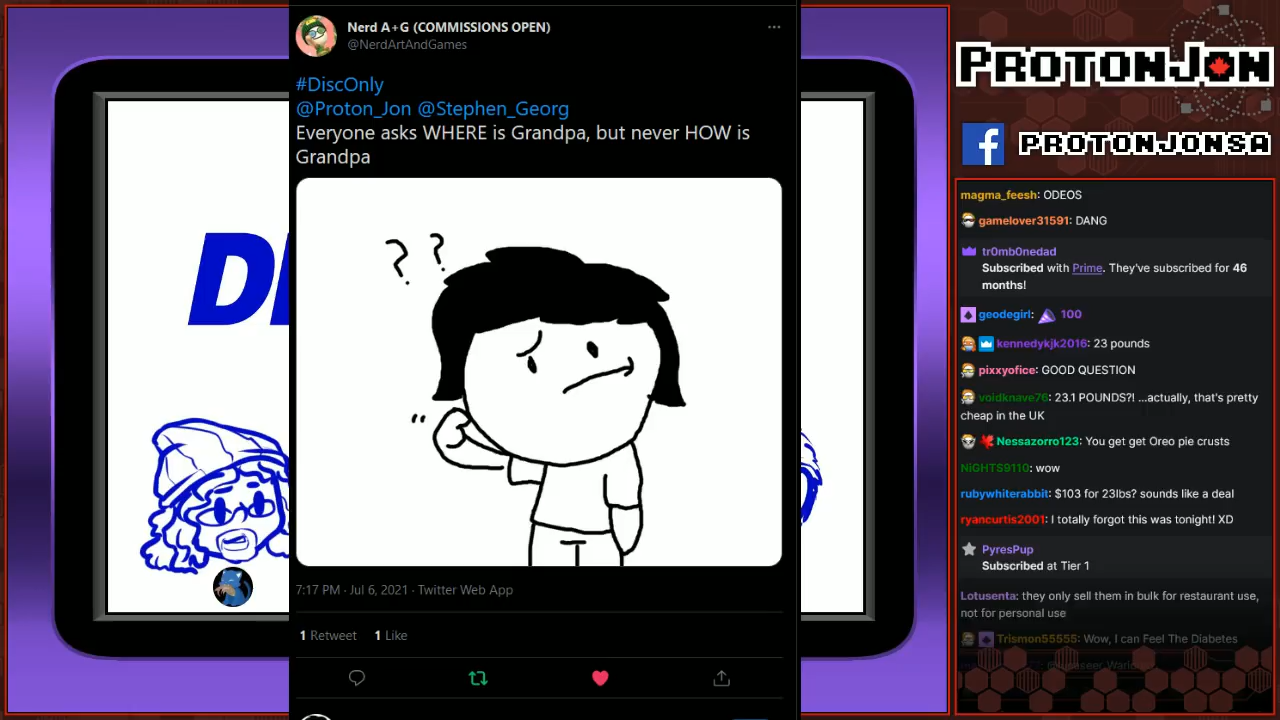 Nerd A+G (COMMISSIONS OPEN)
@NerdArtAndGames
#DiscOnly
@Proton_Jon @Stephen_Georg
Everyone asks WHERE is Grandpa, but never HOW is
Grandpa
? ?
7:17 PM · Jul 6, 2021 · Twitter Web App
1 Retweet 1 Like
DI
PROTONJON
f PROTONJONSA
magma_feesh: ODEOS
gamelover31591: DANG
tr0mb0nedad
Subscribed with Prime. They've subscribed for 46
months!
geodegirl: 100
kennedykjk2016: 23 pounds
pixxyofice: GOOD QUESTION
voidknave76: 23.1 POUNDS?! ...actually, that's pretty
cheap in the UK
Nessazorro123: You get get Oreo pie crusts
NiGHTS9110: wow
rubywhiterabbit: $103 for 23lbs? sounds like a deal
ryancurtis2001: I totally forgot this was tonight! XD
PyresPup
Subscribed at Tier 1
Lotusenta: they only sell them in bulk for restaurant use,
not for personal use
Trismon55555: Wow, I can Feel The Diabetes